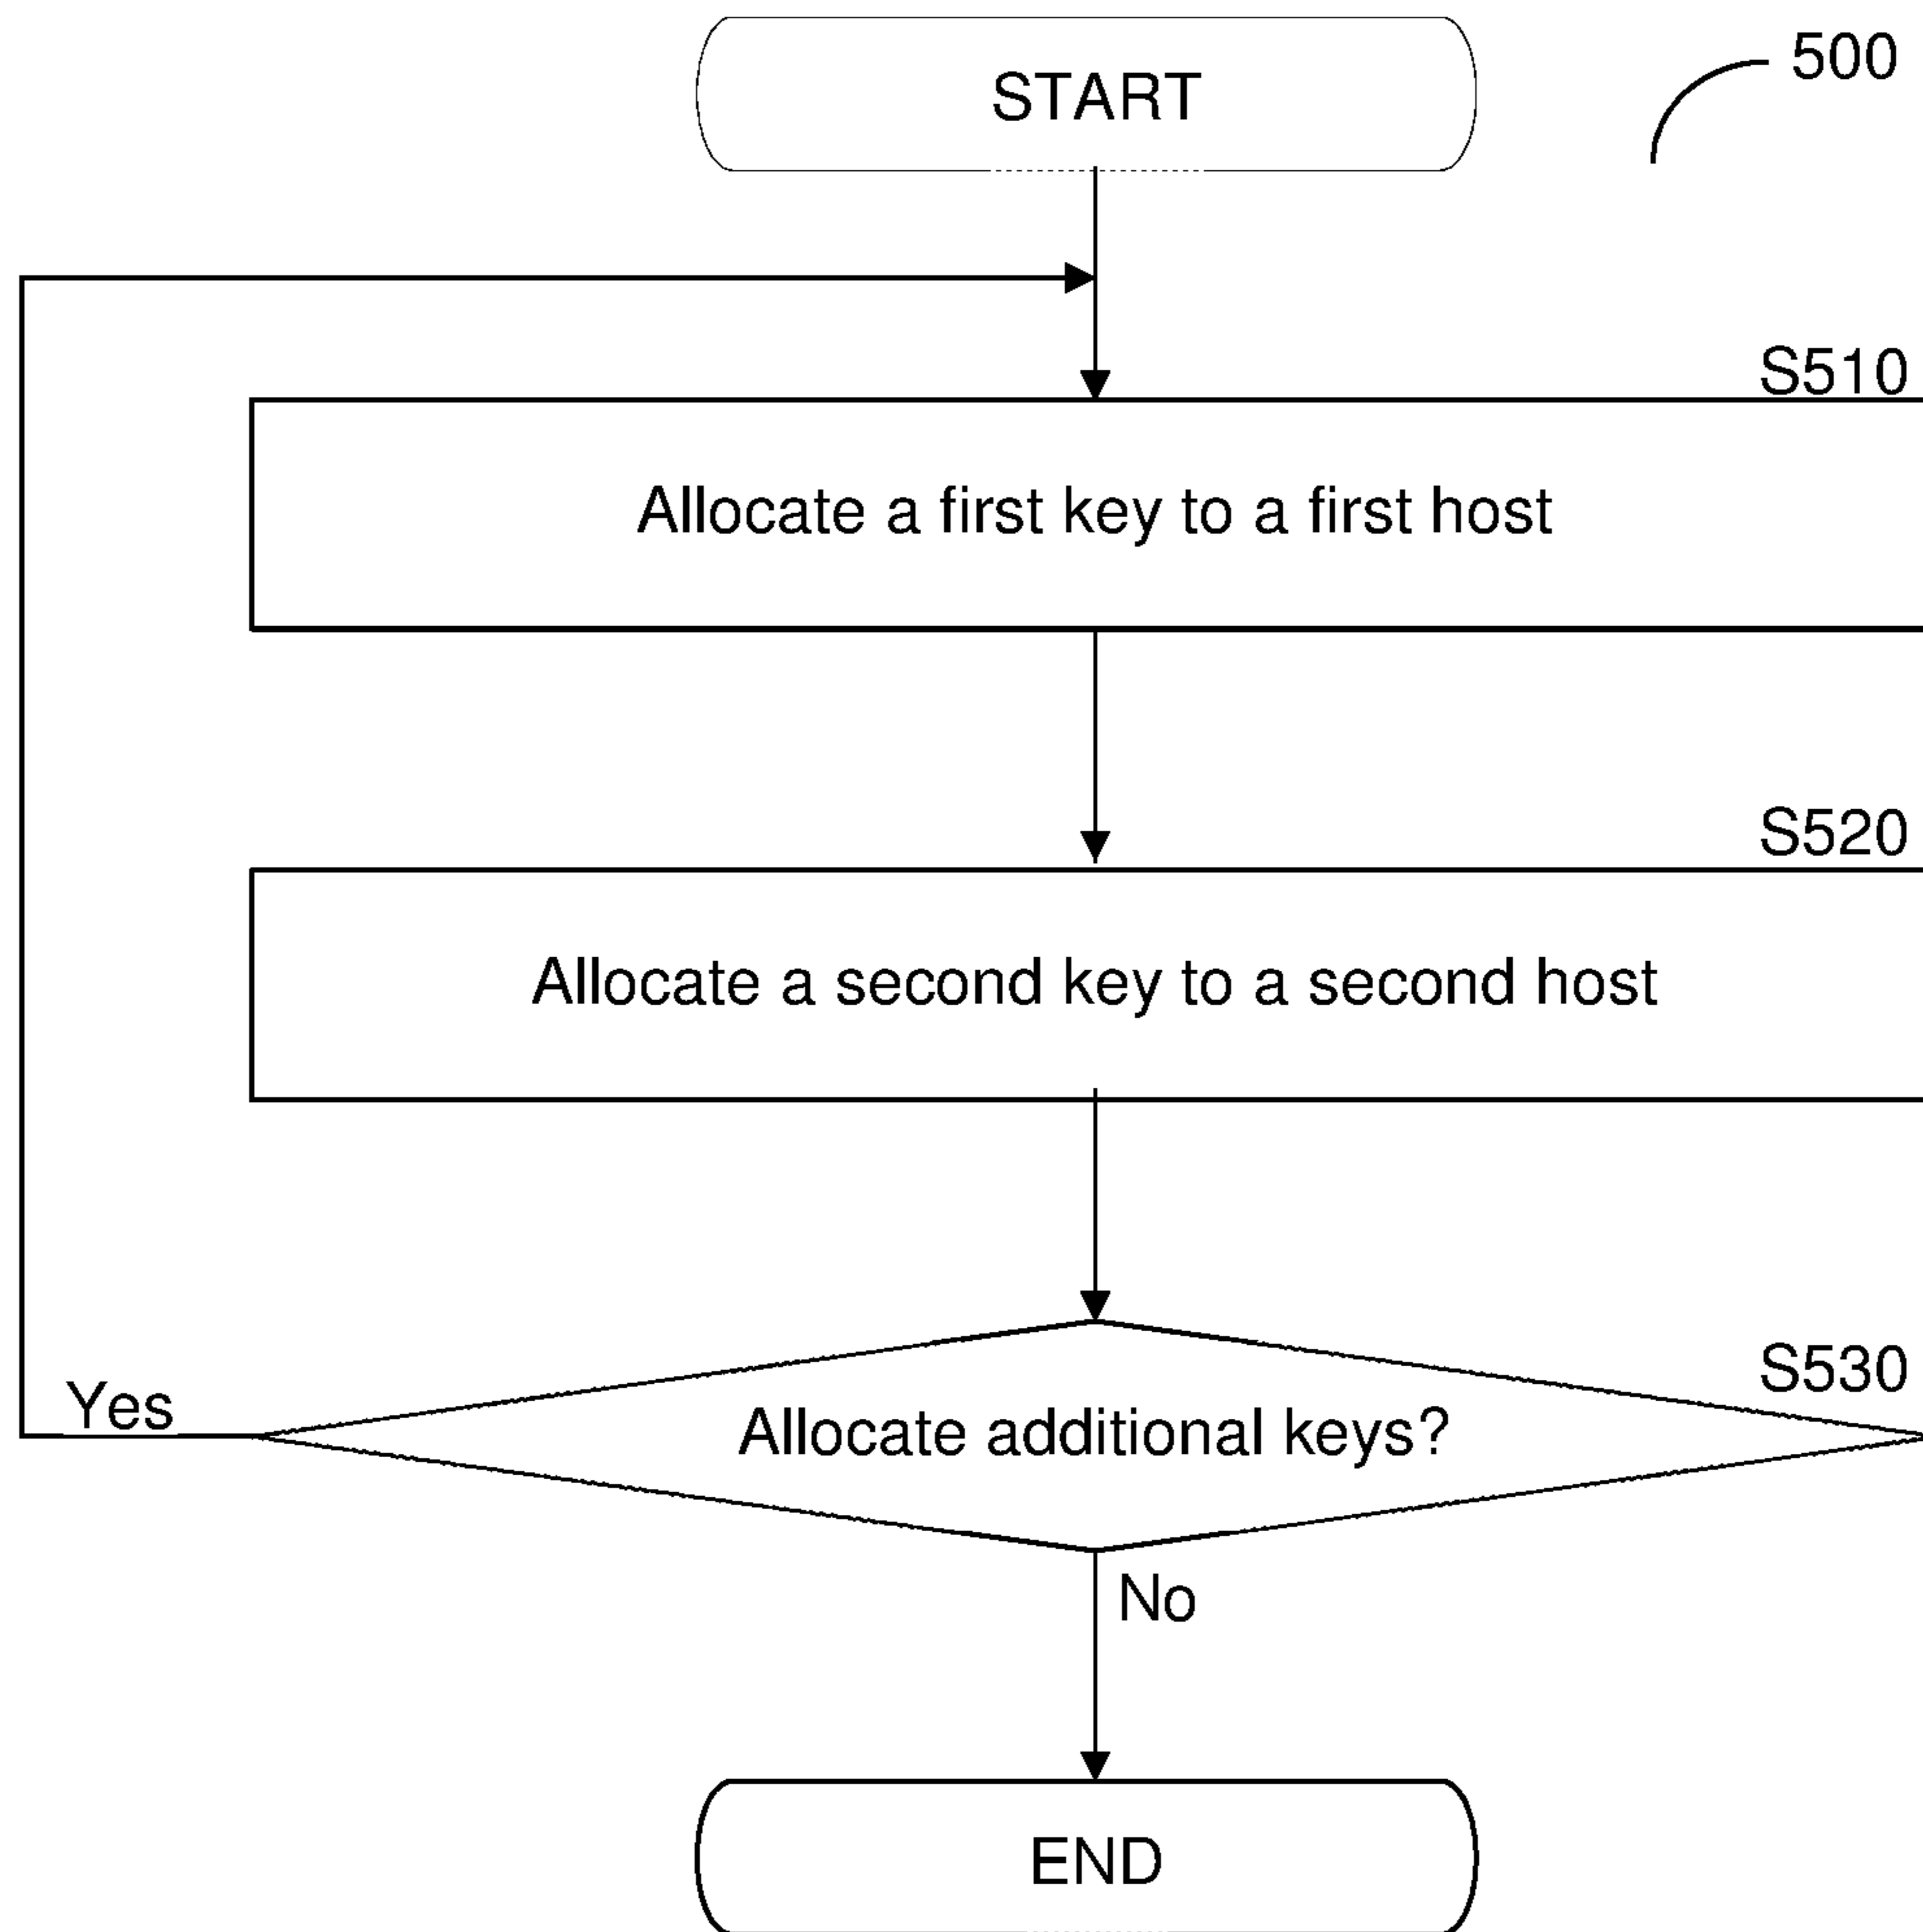 START
500
S510
Allocate a first key to a first host
S520
Allocate a second key to a second host
S530
Yes
Allocate additional keys?
No
END